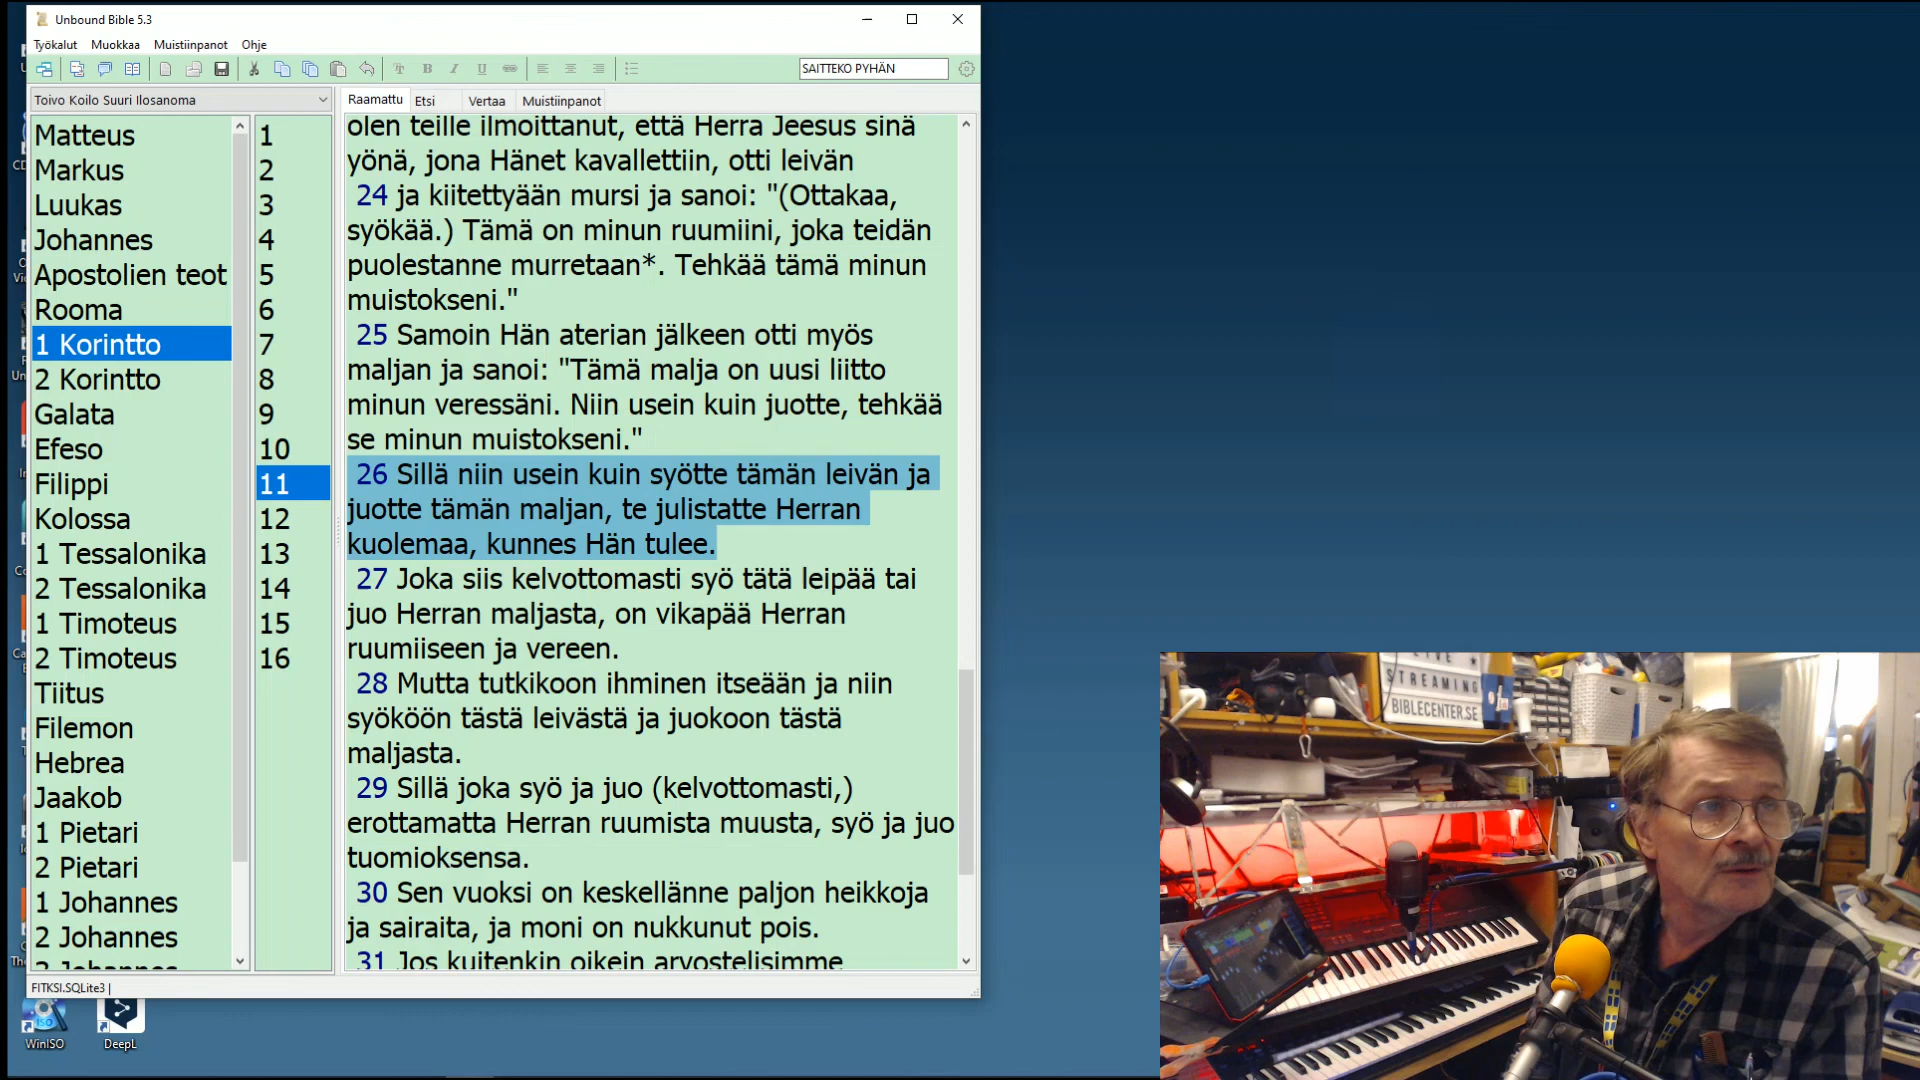 Unbound Bible 5.3
Työkalut Muokkaa Muistiinpanot Ohje
SAITTEKO PYHÄN
Toivo Koilo Suuri Ilosanoma
Raamattu Etsi Vertaa Muistiinpanot
Matteus
Markus
Luukas
Johannes
Apostolien teot
Rooma
1 Korintto
2 Korintto
Galata
Efeso
Filippi
Kolossa
1 Tessalonika
2 Tessalonika
1 Timoteus
2 Timoteus
Tiitus
Filemon
Hebrea
Jaakob
1 Pietari
2 Pietari
1 Johannes
2 Johannes
1
2
3
4
5
6
7
8
9
10
11
12
13
14
15
16
olen teille ilmoittanut, että Herra Jeesus sinä
yönä, jona Hänet kavallettiin, otti leivän
24 ja kiitettyään mursi ja sanoi: "(Ottakaa,
syökää.) Tämä on minun ruumiini, joka teidän
puolestanne murretaan*. Tehkää tämä minun
muistokseni."
25 Samoin Hän aterian jälkeen otti myös
maljan ja sanoi: "Tämä malja on uusi liitto
minun veressäni. Niin usein kuin juotte, tehkää
se minun muistokseni."
26 Sillä niin usein kuin syötte tämän leivän ja
juotte tämän maljan, te julistatte Herran
kuolemaa, kunnes Hän tulee.
27 Joka siis kelvottomasti syö tätä leipää tai
juo Herran maljasta, on vikapää Herran
ruumiiseen ja vereen.
28 Mutta tutkikoon ihminen itseään ja niin
syököön tästä leivästä ja juokoon tästä
maljasta.
29 Sillä joka syö ja juo (kelvottomasti,)
erottamatta Herran ruumista muusta, syö ja juo
tuomioksensa.
30 Sen vuoksi on keskellänne paljon heikkoja
ja sairaita, ja moni on nukkunut pois.
31 Jos kuitenkin oikein arvostelisimme
FITKSI.SQLite3 |
WinISO DeepL
LIVE
STREAMING
BIBLECENTER.SE